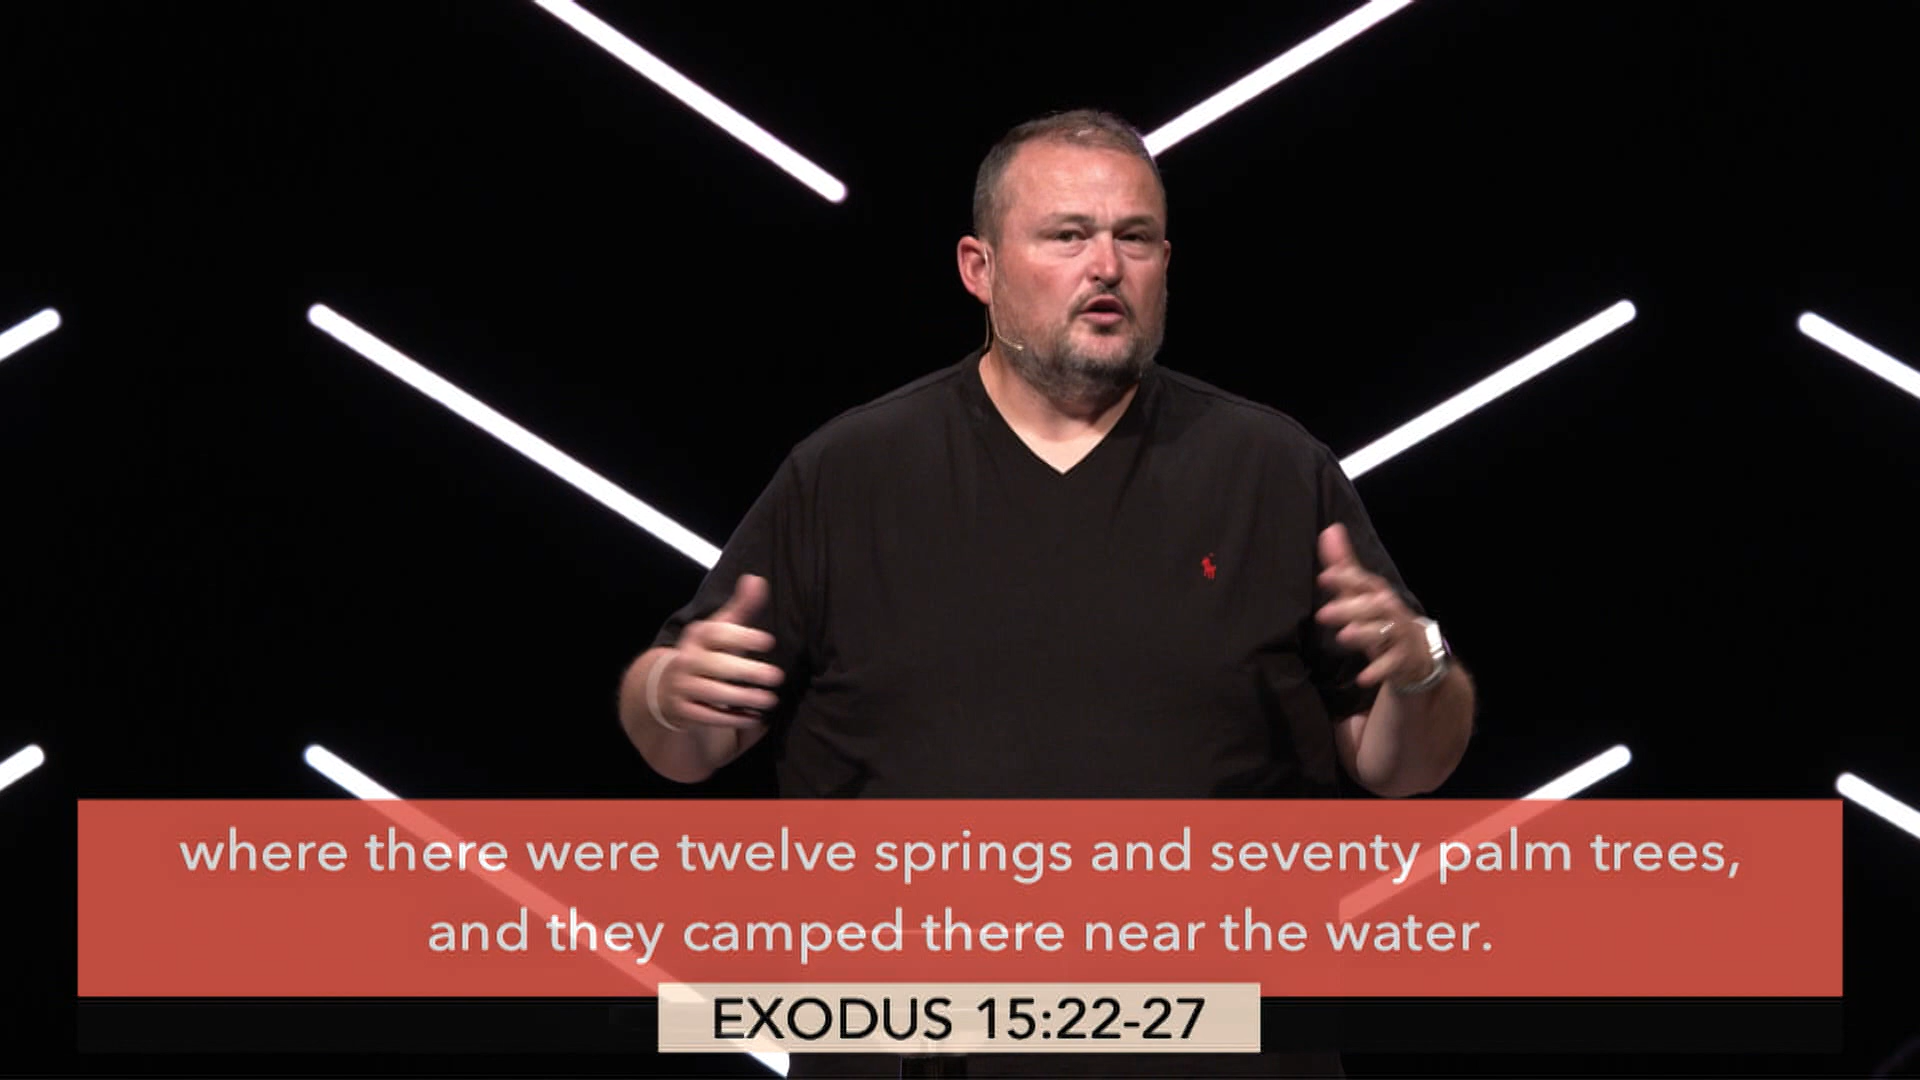 where there were twelve springs and seventy palm trees,
and they camped there near the water.
EXODUS 15:22-27